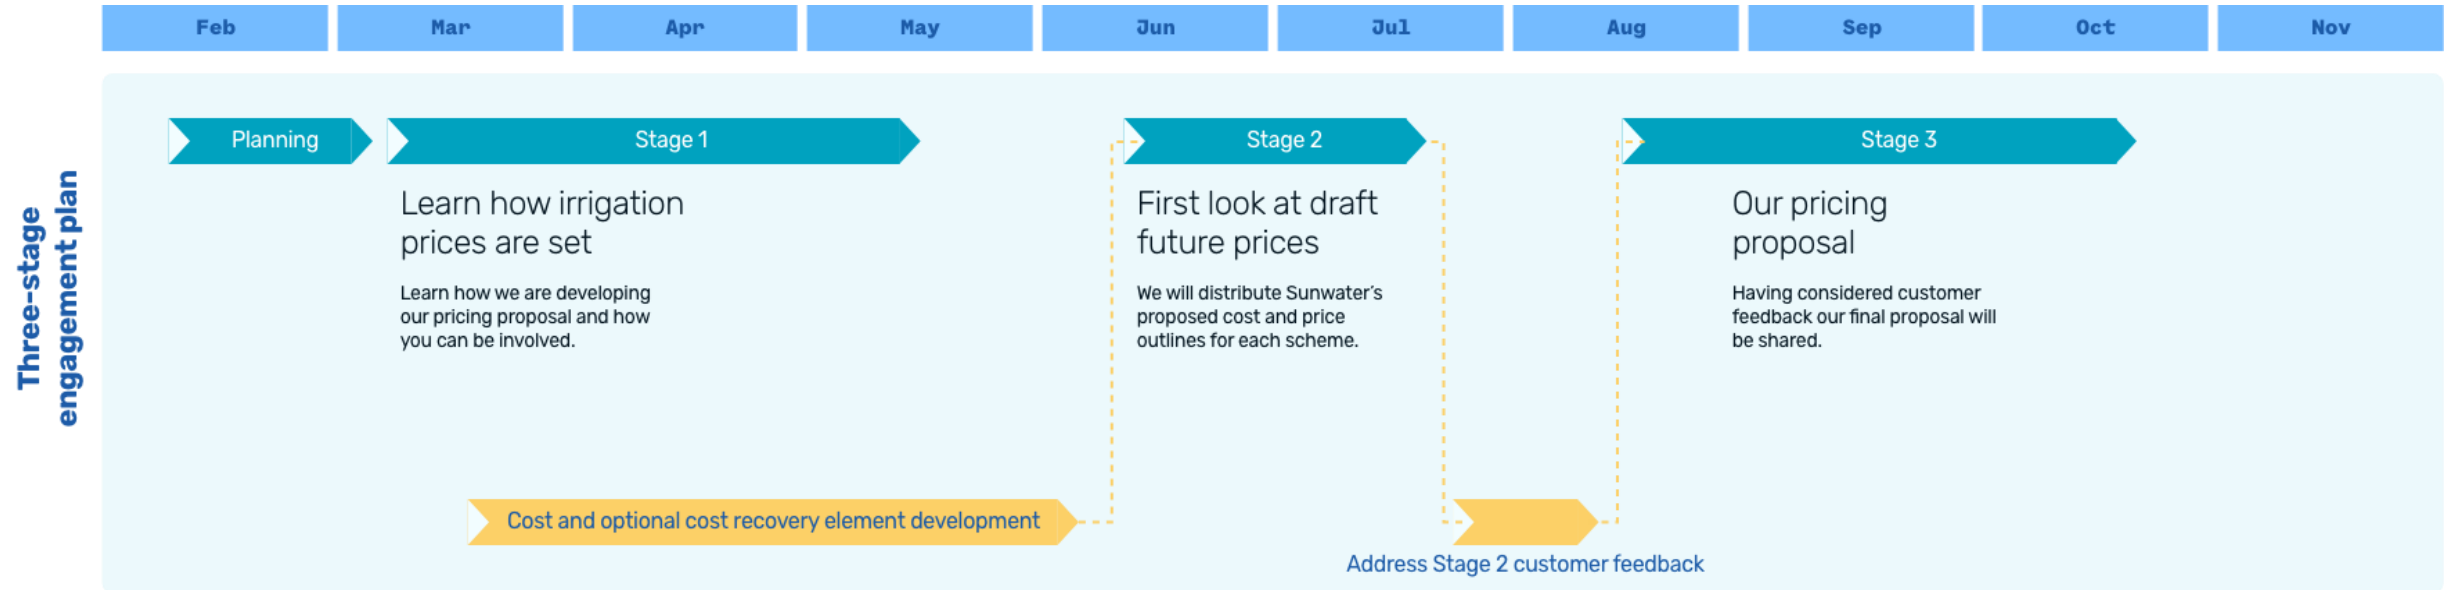 Feb Mar Apr May Jun Jul Aug Sep Oct Nov
Three-stage
engagement plan
Planning
Stage 1
Learn how irrigation
prices are set
Learn how we are developing
our pricing proposal and how
you can be involved.
Stage 2
First look at draft
future prices
We will distribute Sunwater's
proposed cost and price
outlines for each scheme.
Stage 3
Our pricing
proposal
Having considered customer
feedback our final proposal will
be shared.
Cost and optional cost recovery element development
Address Stage 2 customer feedback